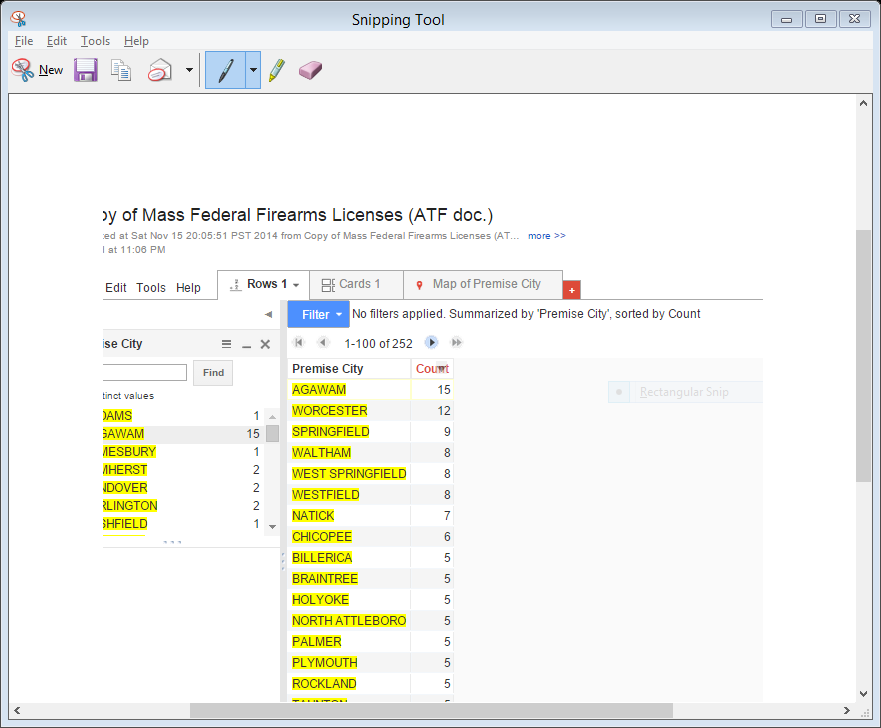 Snipping Tool
File Edit Tools Help
New
py of Mass Federal Firearms Licenses (ATF doc.)
ted at Sat Nov 15 20:05:51 PST 2014 from Copy of Mass Federal Firearms Licenses (AT... more >>
d at 11:06 PM
Edit Tools Help
Rows 1 Cards 1 Map of Premise City +
Filter No filters applied. Summarized by 'Premise City', sorted by Count
ise City
1-100 of 252
Find
tinct values
DAMS 1
GAWAM 15
MESBURY 1
MHERST 2
NDOVER 2
RLINGTON 2
SHFIELD 1
Premise City Count
AGAWAM 15
WORCESTER 12
SPRINGFIELD 9
WALTHAM 8
WEST SPRINGFIELD 8
WESTFIELD 8
NATICK 7
CHICOPEE 6
BILLERICA 5
BRAINTREE 5
HOLYOKE 5
NORTH ATTLEBORO 5
PALMER 5
PLYMOUTH 5
ROCKLAND 5
TAUNTON
Rectangular Snip